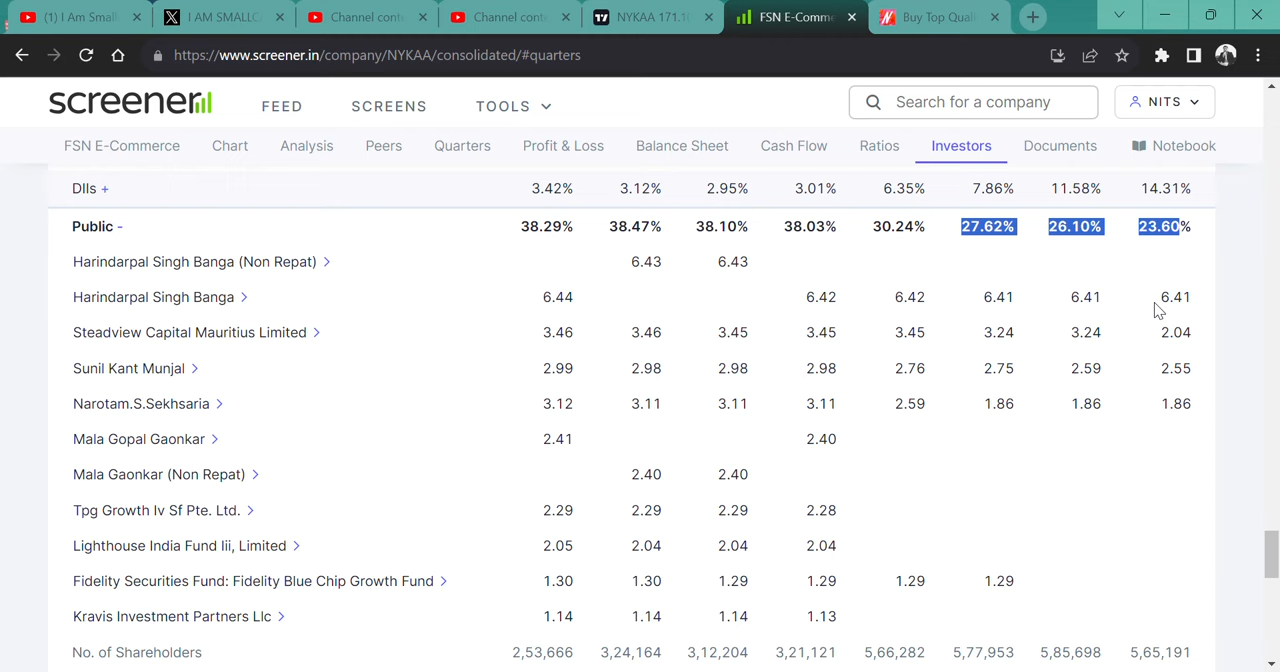 (1) I Am Small
I AM SMALLC
Channel cont
Channel cont
NYKAA 171.1
FSN E-Comme
Buy Top Quali
https://www.screener.in/company/NYKAA/consolidated/#quarters
screener
FEED
SCREENS
TOOLS
Search for a company
NITS
FSN E-Commerce Chart Analysis Peers Quarters Profit & Loss Balance Sheet Cash Flow Ratios Investors Documents Notebook
DIIs + 3.42% 3.12% 2.95% 3.01% 6.35% 7.86% 11.58% 14.31%
Public - 38.29% 38.47% 38.10% 38.03% 30.24% 27.62% 26.10% 23.60%
Harindarpal Singh Banga (Non Repat) > 6.43 6.43
Harindarpal Singh Banga > 6.44 6.42 6.42 6.41 6.41 6.41
Steadview Capital Mauritius Limited > 3.46 3.46 3.45 3.45 3.45 3.24 3.24 2.04
Sunil Kant Munjal > 2.99 2.98 2.98 2.98 2.76 2.75 2.59 2.55
Narotam.S.Sekhsaria > 3.12 3.11 3.11 3.11 2.59 1.86 1.86 1.86
Mala Gopal Gaonkar > 2.41 2.40
Mala Gaonkar (Non Repat) > 2.40 2.40
Tpg Growth Iv Sf Pte. Ltd. > 2.29 2.29 2.29 2.28
Lighthouse India Fund Iii, Limited > 2.05 2.04 2.04 2.04
Fidelity Securities Fund: Fidelity Blue Chip Growth Fund > 1.30 1.30 1.29 1.29 1.29 1.29
Kravis Investment Partners Llc > 1.14 1.14 1.14 1.13
No. of Shareholders 2,53,666 3,24,164 3,12,204 3,21,121 5,66,282 5,77,953 5,85,698 5,65,191